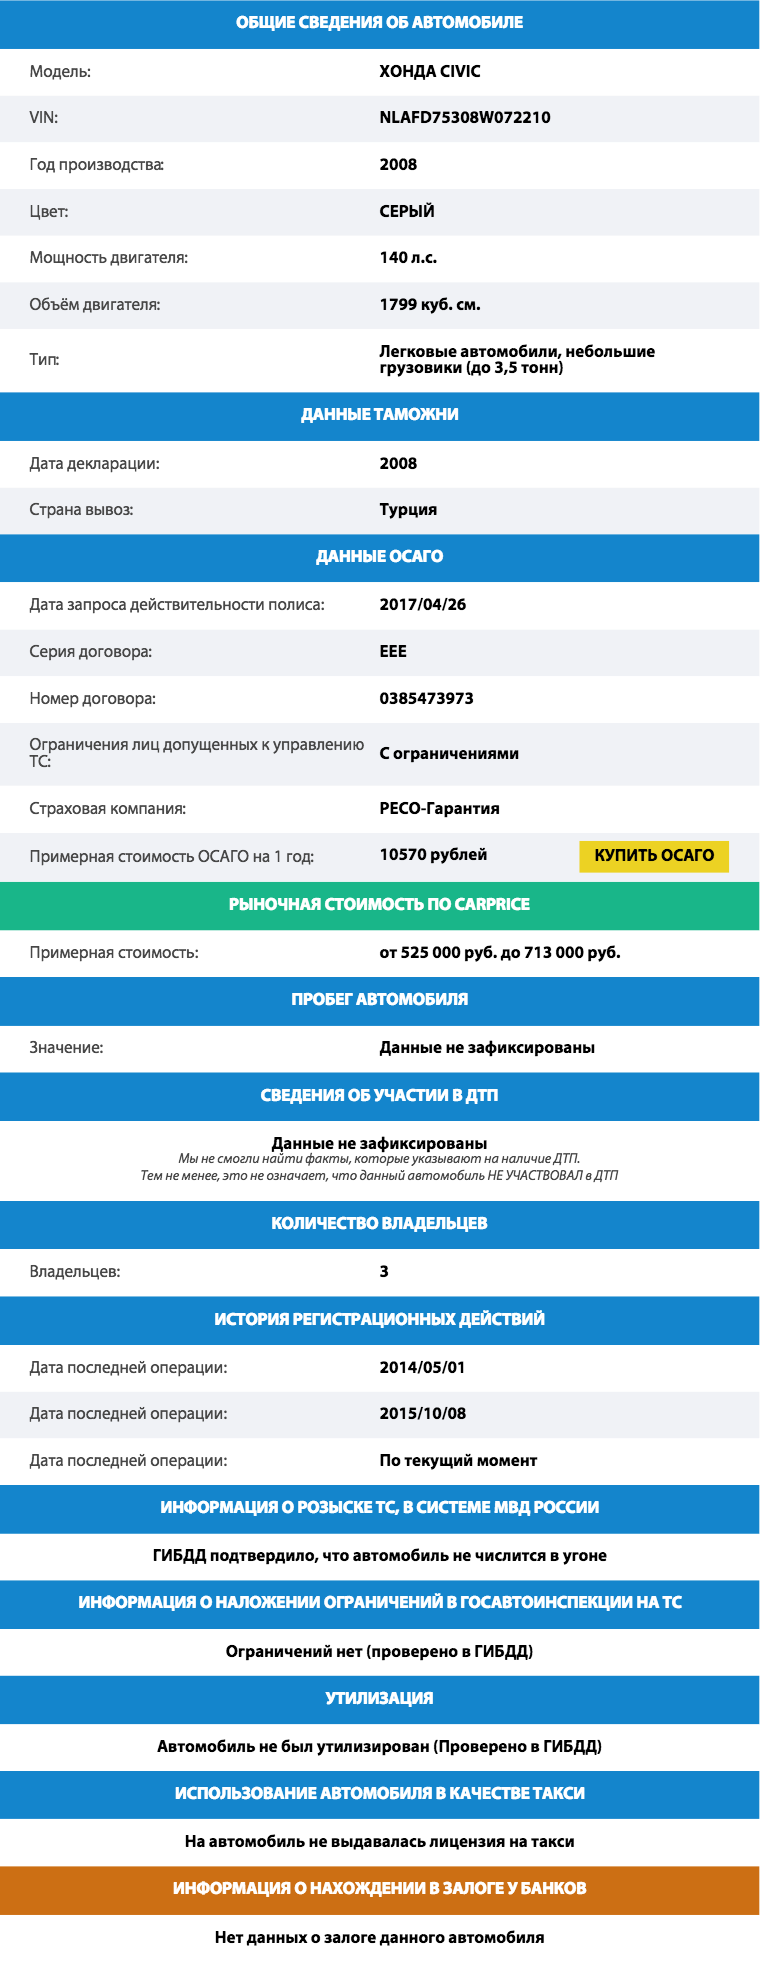 ОБЩИЕ СВЕДЕНИЯ ОБ АВТОМОБИЛЕ
Модель: ХОНДА CIVIC
VIN: NLAFD75308W072210
Год производства: 2008
Цвет: СЕРЫЙ
Мощность двигателя: 140 л.с.
Объём двигателя: 1799 куб. см.
Тип: Легковые автомобили, небольшие
грузовики (до 3,5 тонн)
ДАННЫЕ ТАМОЖНИ
Дата декларации: 2008
Страна вывоз: Турция
ДАННЫЕ ОСАГО
Дата запроса действительности полиса: 2017/04/26
Серия договора: ЕЕЕ
Номер договора: 0385473973
Ограничения лиц допущенных к управлению
ТС: С ограничениями
Страховая компания: РЕСО-Гарантия
Примерная стоимость ОСАГО на 1 год: 10570 рублей КУПИТЬ ОСАГО
РЫНОЧНАЯ СТОИМОСТЬ ПО CARPRICE
Примерная стоимость: от 525 000 руб. до 713 000 руб.
ПРОБЕГ АВТОМОБИЛЯ
Значение: Данные не зафиксированы
СВЕДЕНИЯ ОБ УЧАСТИИ В ДТП
Данные не зафиксированы
Мы не смогли найти факты, которые указывают на наличие ДТП.
Тем не менее, это не означает, что данный автомобиль НЕ УЧАСТВОВАЛ в ДТП
КОЛИЧЕСТВО ВЛАДЕЛЬЦЕВ
Владельцев: 3
ИСТОРИЯ РЕГИСТРАЦИОННЫХ ДЕЙСТВИЙ
Дата последней операции: 2014/05/01
Дата последней операции: 2015/10/08
Дата последней операции: По текущий момент
ИНФОРМАЦИЯ О РОЗЫСКЕ ТС, В СИСТЕМЕ МВД РОССИИ
ГИБДД подтвердило, что автомобиль не числится в угоне
ИНФОРМАЦИЯ О НАЛОЖЕНИИ ОГРАНИЧЕНИЙ В ГОСАВТОИНСПЕКЦИИ НА ТС
Ограничений нет (проверено в ГИБДД)
УТИЛИЗАЦИЯ
Автомобиль не был утилизирован (Проверено в ГИБДД)
ИСПОЛЬЗОВАНИЕ АВТОМОБИЛЯ В КАЧЕСТВЕ ТАКСИ
На автомобиль не выдавалась лицензия на такси
ИНФОРМАЦИЯ О НАХОЖДЕНИИ В ЗАЛОГЕ У БАНКОВ
Нет данных о залоге данного автомобиля